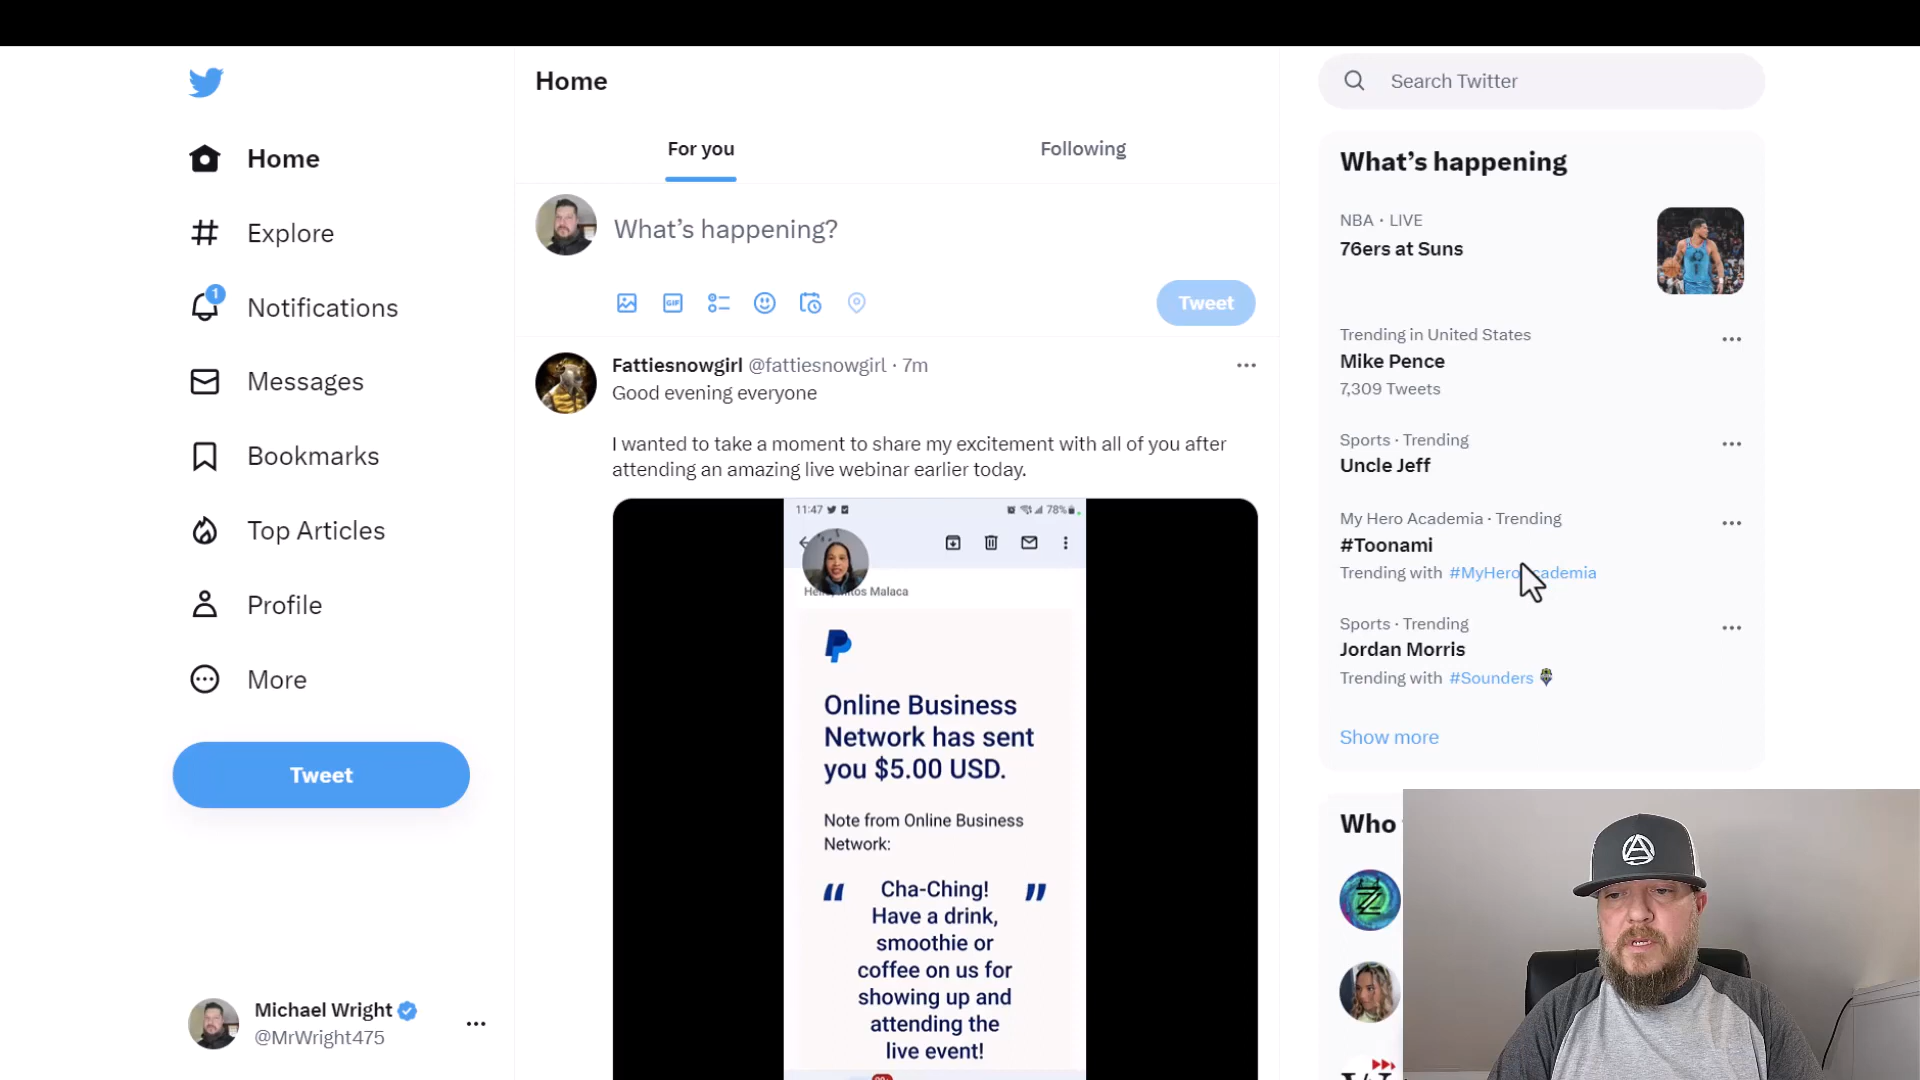 Home
Explore
1
Notifications
Messages
Bookmarks
Top Articles
Profile
More
Tweet
Michael Wright
@MrWright475
Home
For you
Following
What's happening?
GIF
Tweet
Fattiesnowgirl @fattiesnowgirl · 7m
Good evening everyone
I wanted to take a moment to share my excitement with all of you after
attending an amazing live webinar earlier today.
11:47
78%
Malaca
Online Business
Network has sent
you $5.00 USD.
Note from Online Business
Network:
“ Cha-Ching! ”
Have a drink,
smoothie or
coffee on us for
showing up and
attending the
live event!
Search Twitter
What's happening
NBA · LIVE
76ers at Suns
Trending in United States
Mike Pence
7,309 Tweets
Sports · Trending
Uncle Jeff
My Hero Academia · Trending
#Toonami
Trending with #MyHeroAcademia
Sports · Trending
Jordan Morris
Trending with #Sounders
Show more
Who